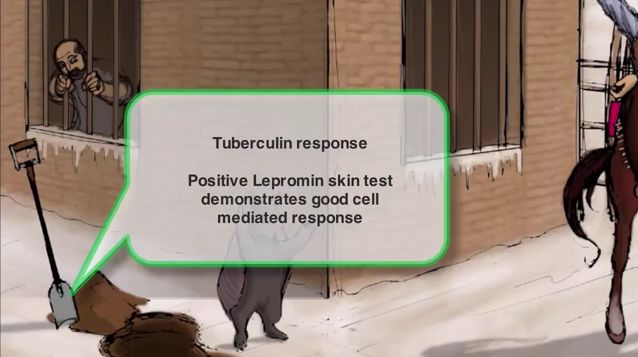 Tuberculin response
Positive Lepromin skin test
demonstrates good cell
mediated response